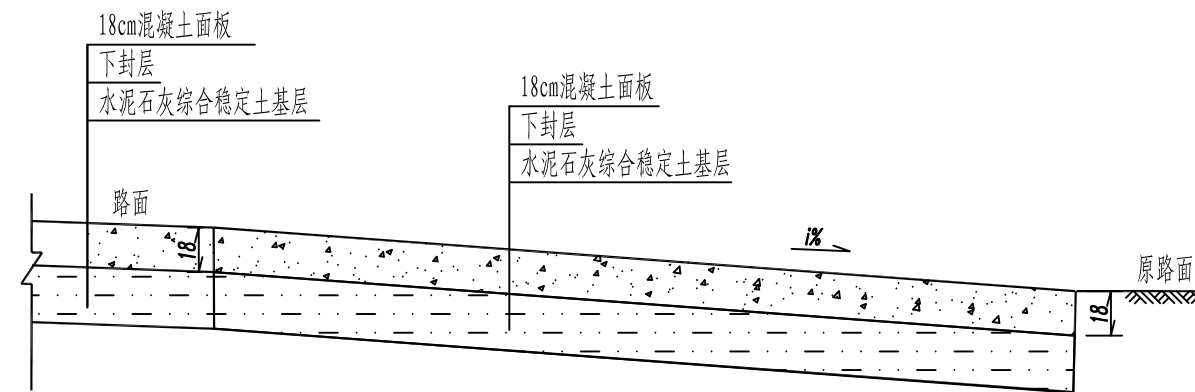 18cm混凝土面板
下封层
水泥石灰综合稳定土基层
18cm混凝土面板
下封层
水泥石灰综合稳定土基层
路面
18
i%
原路面
18